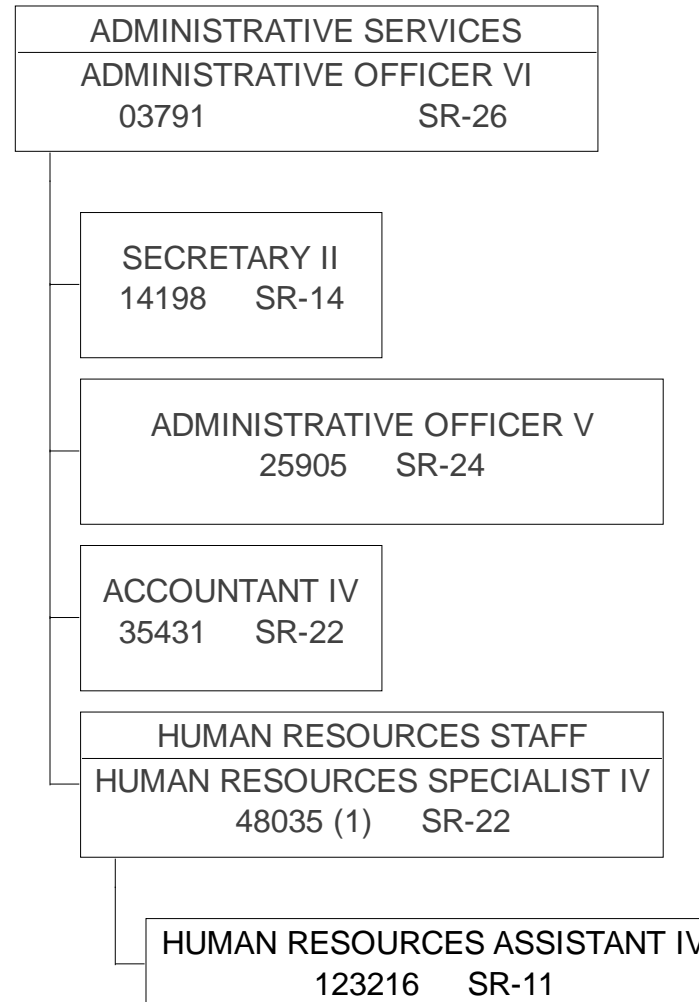 ADMINISTRATIVE SERVICES
ADMINISTRATIVE OFFICER VI
03791 SR-26
SECRETARY II
14198 SR-14
ADMINISTRATIVE OFFICER V
25905 SR-24
ACCOUNTANT IV
35431 SR-22
HUMAN RESOURCES STAFF
HUMAN RESOURCES SPECIALIST IV
48035 (1) SR-22
HUMAN RESOURCES ASSISTANT IV
123216 SR-11